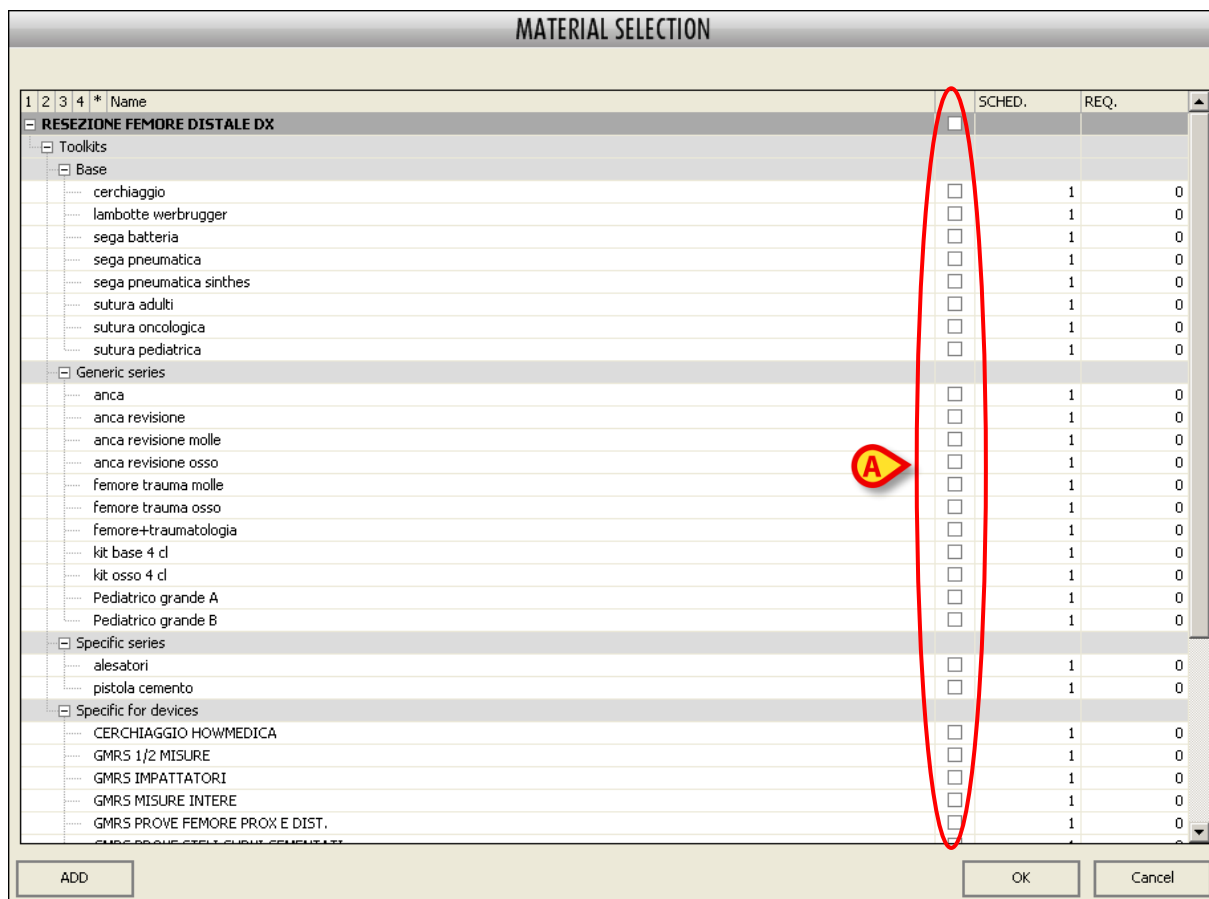 MATERIAL SELECTION
1 2 3 4 * Name SCHED. REQ.
RESEZIONE FEMORE DISTALE DX
Toolkits
Base
cerchiaggio 1 0
lambotte werbrugger 1 0
sega batteria 1 0
sega pneumatica 1 0
sega pneumatica sinthes 1 0
sutura adulti 1 0
sutura oncologica 1 0
sutura pediatrica 1 0
Generic series
anca 1 0
anca revisione 1 0
anca revisione molle 1 0
anca revisione osso 1 0
A
femore trauma molle 1 0
femore trauma osso 1 0
femore+traumatologia 1 0
kit base 4 cl 1 0
kit osso 4 cl 1 0
Pediatrico grande A 1 0
Pediatrico grande B 1 0
Specific series
alesatori 1 0
pistola cemento 1 0
Specific for devices
CERCHIAGGIO HOWMEDICA 1 0
GMRS 1/2 MISURE 1 0
GMRS IMPATTATORI 1 0
GMRS MISURE INTERE 1 0
GMRS PROVE FEMORE PROX E DIST. 1 0
ADD OK Cancel